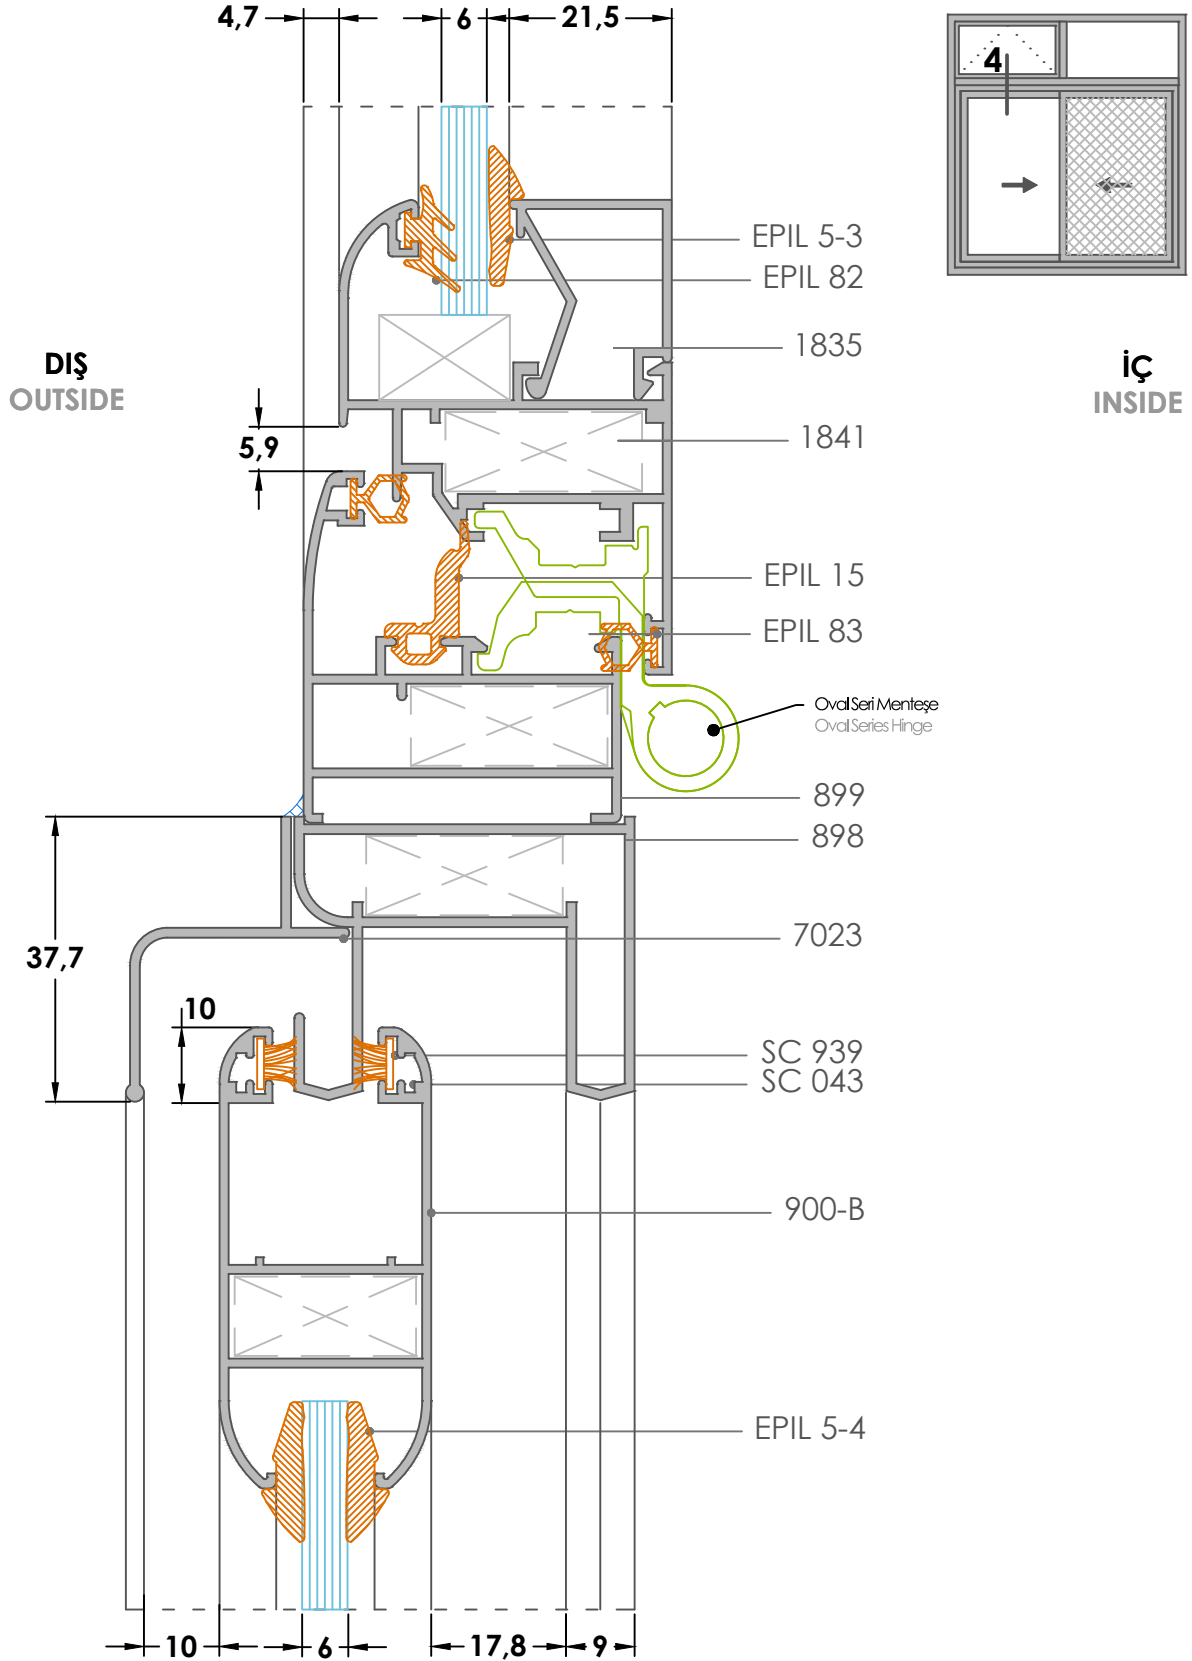 4,7
6
21,5
4
EPIL 5-3
EPIL 82
1835
DIŞ
OUTSIDE
İÇ
INSIDE
5,9
1841
EPIL 15
EPIL 83
Oval Seri Menteşe
Oval Series Hinge
899
898
37,7
7023
10
SC 939
SC 043
900-B
EPIL 5-4
10
6
17,8
9